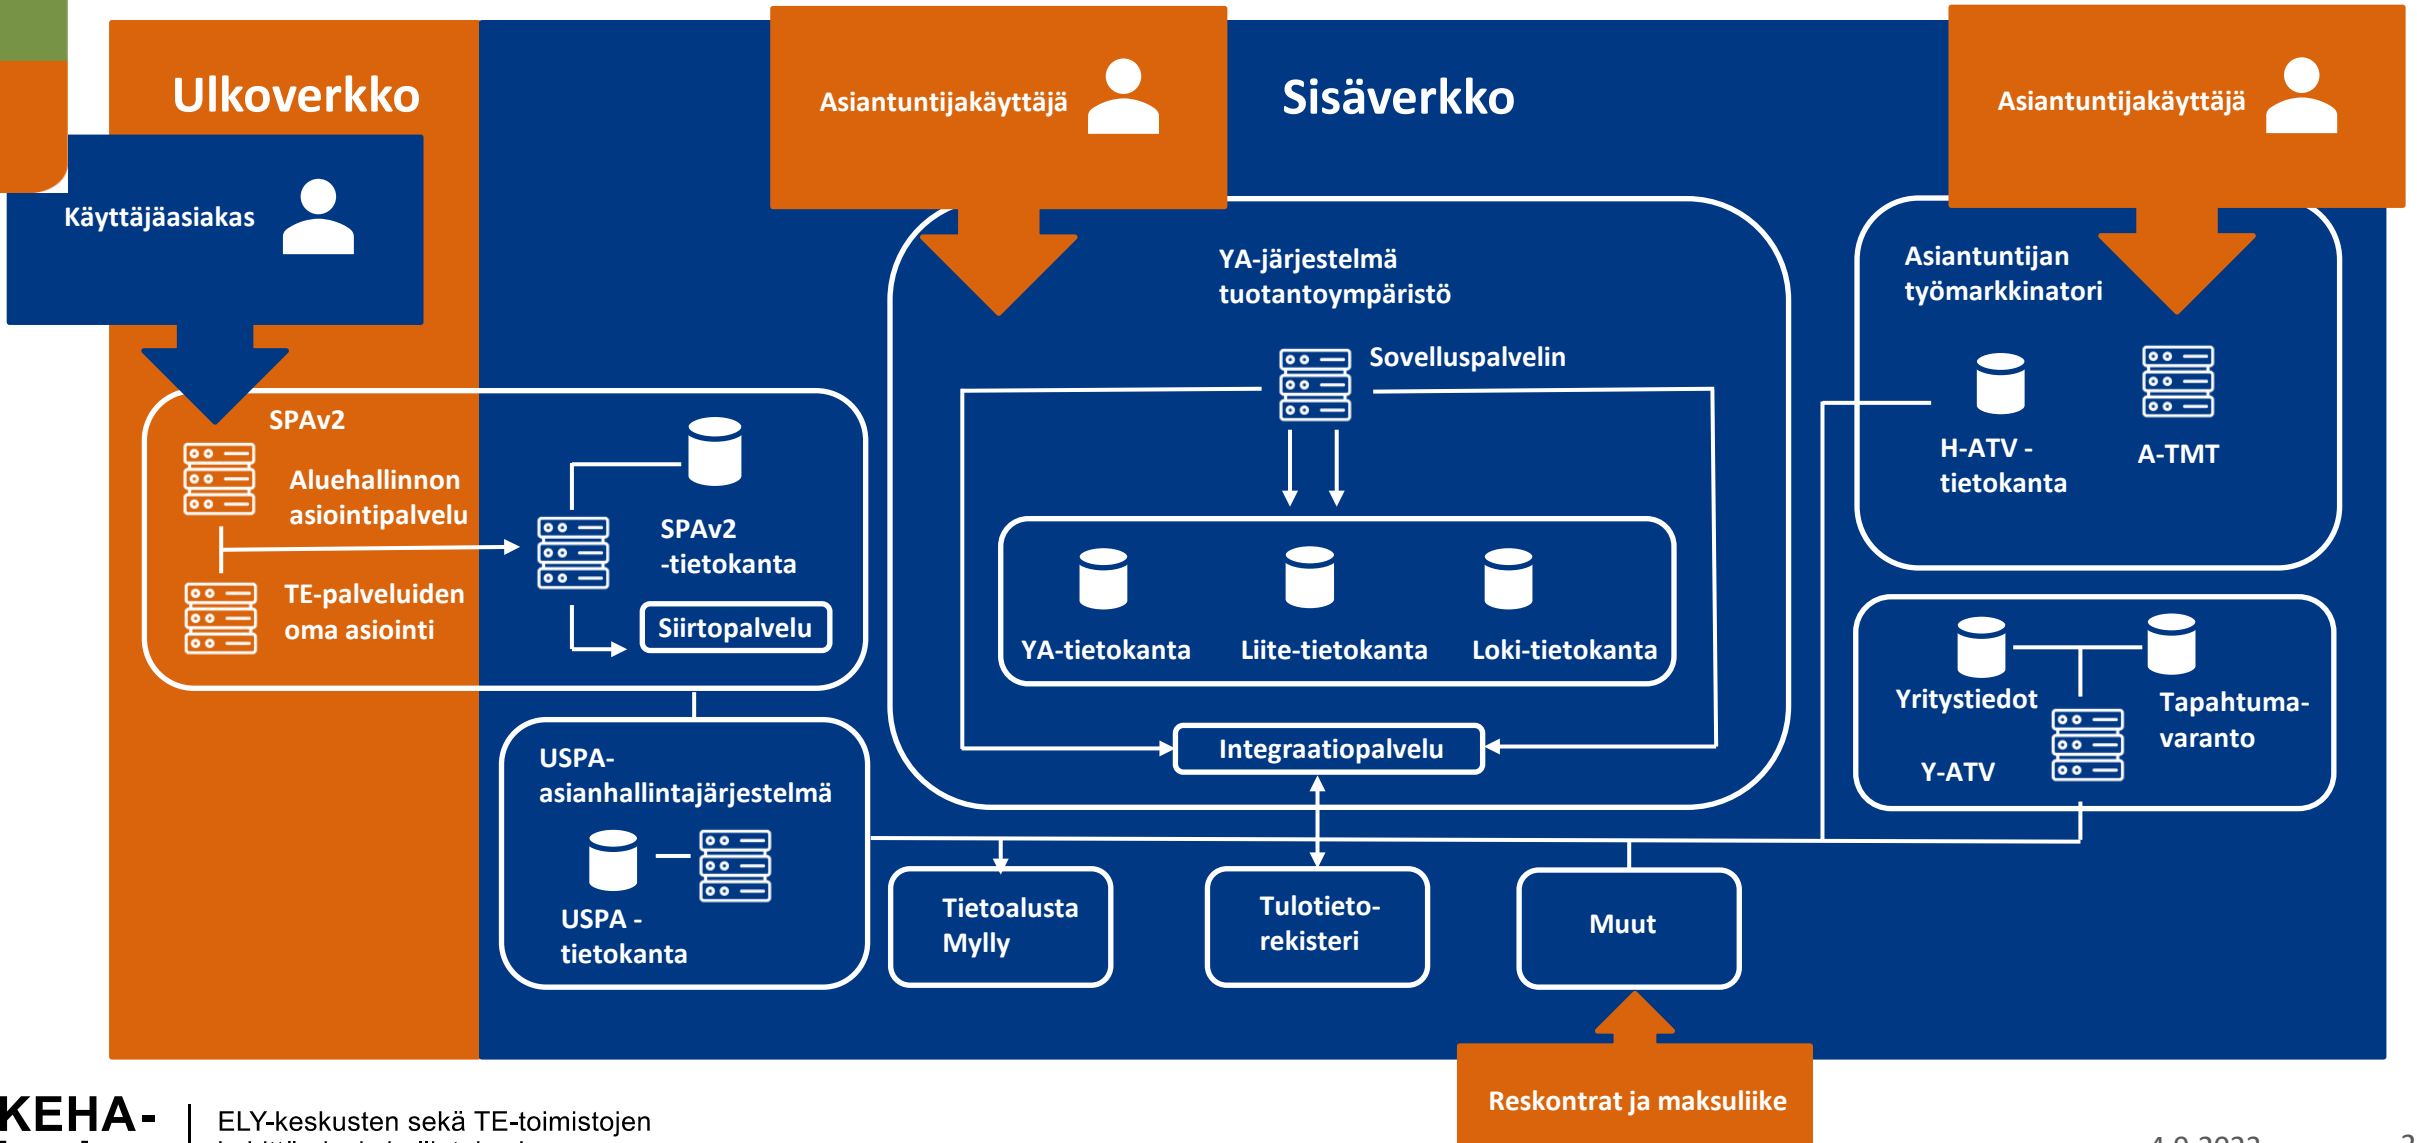 Ulkoverkko
Sisäverkko
Asiantuntijakäyttäjä
Asiantuntijakäyttäjä
Käyttäjäasiakas
YA-järjestelmä
tuotantoympäristö
Sovelluspalvelin
Asiantuntijan
työmarkkinatori
H-ATV -
tietokanta
A-TMT
SPAv2
Aluehallinnon
asiointipalvelu
TE-palveluiden
oma asiointi
SPAv2
-tietokanta
Siirtopalvelu
YA-tietokanta
Liite-tietokanta
Loki-tietokanta
Integraatiopalvelu
Yritystiedot
Tapahtuma-
varanto
Y-ATV
USPA-
asianhallintajärjestelmä
USPA -
tietokanta
Tietoalusta
Mylly
Tulotieto-
rekisteri
Muut
Reskontrat ja maksuliike
KEHA-
ELY-keskusten sekä TE-toimistojen